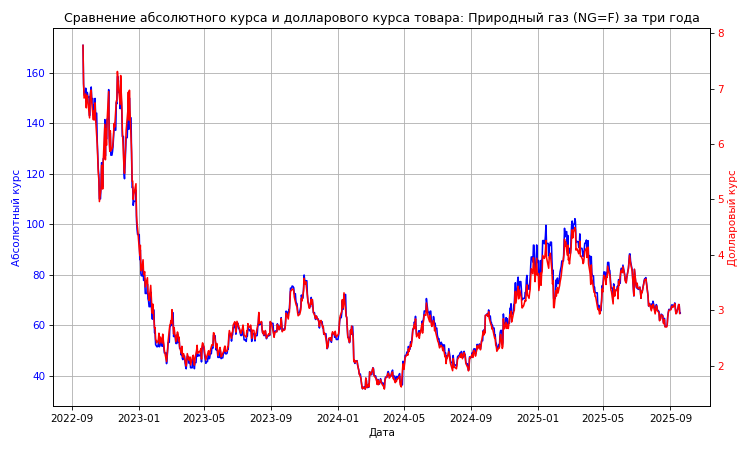 Сравнение абсолютного курса и долларового курса товара: Природный газ (NG=F) за три года
Абсолютный курс
160
140
120
100
80
60
40
8
7
6
5
4
3
2
Долларовый курс
2022-09 2023-01 2023-05 2023-09 2024-01 2024-05 2024-09 2025-01 2025-05 2025-09
Дата